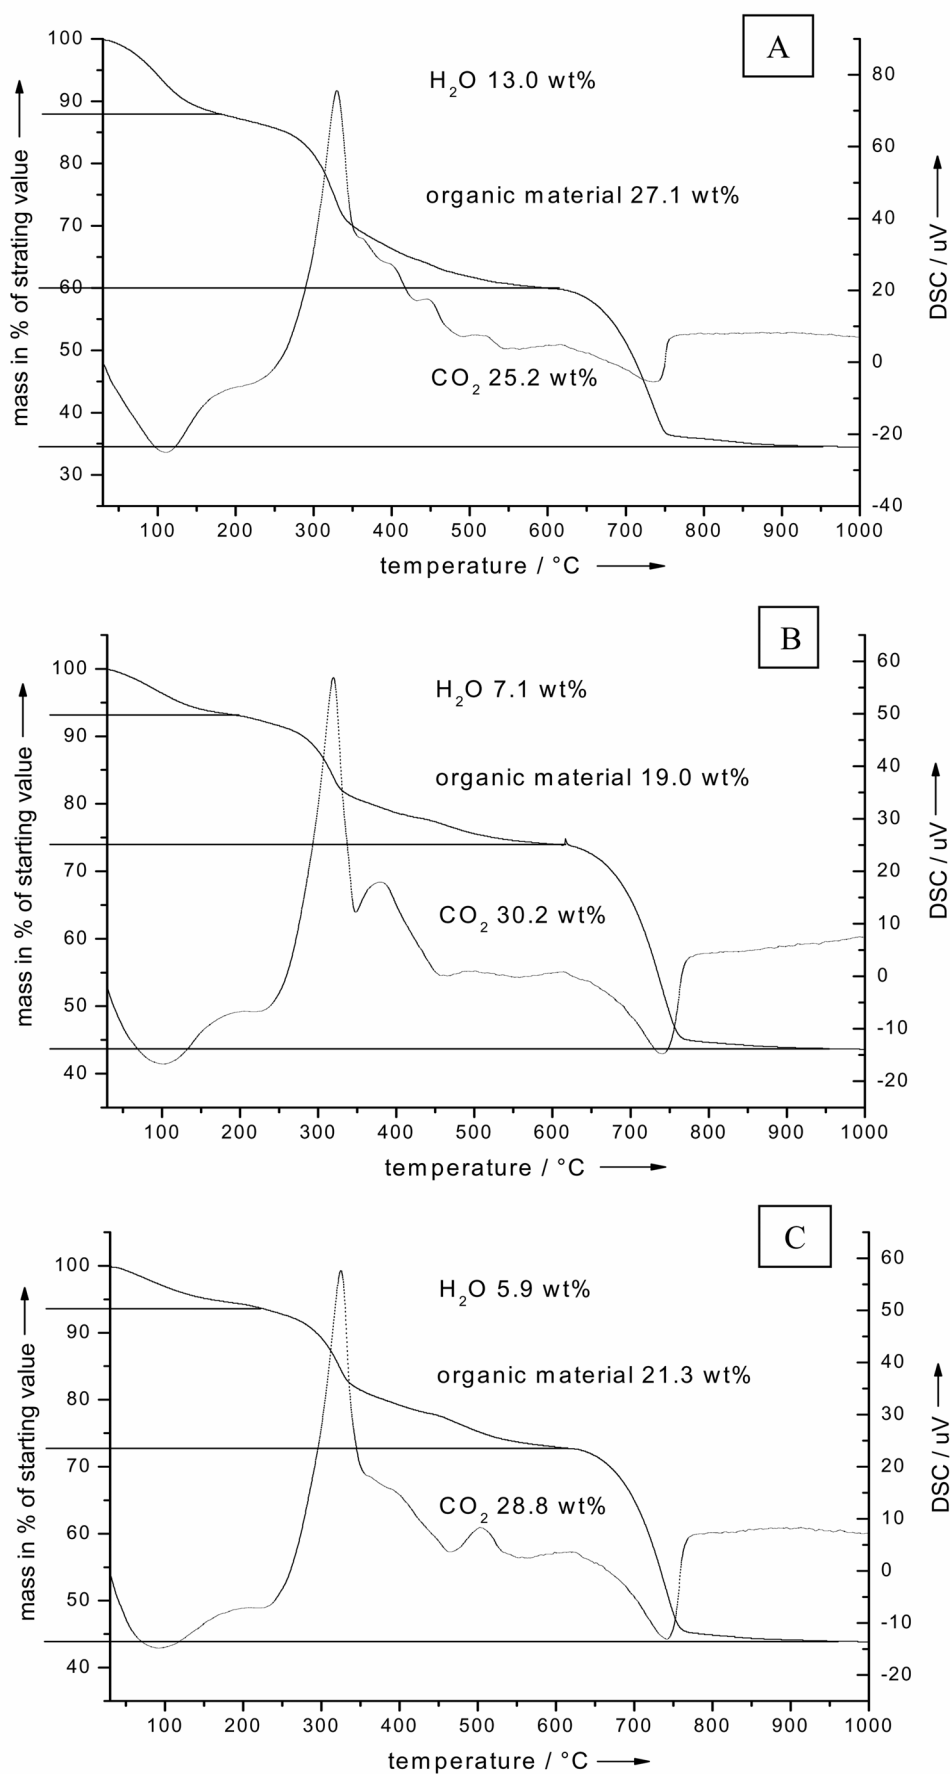 A
100
90
80
70
60
50
40
30
mass in % of strating value
H2O 13.0 wt%
organic material 27.1 wt%
CO2 25.2 wt%
80
60
40
20
0
-20
-40
DSC / uV
100 200 300 400 500 600 700 800 900 1000
temperature / °C
B
100
90
80
70
60
50
40
mass in % of starting value
H2O 7.1 wt%
organic material 19.0 wt%
CO2 30.2 wt%
60
50
40
30
20
10
0
-10
-20
DSC / uV
100 200 300 400 500 600 700 800 900 1000
temperature / °C
C
100
90
80
70
60
50
40
mass in % of starting value
H2O 5.9 wt%
organic material 21.3 wt%
CO2 28.8 wt%
60
50
40
30
20
10
0
-10
-20
DSC / uV
100 200 300 400 500 600 700 800 900 1000
temperature / °C